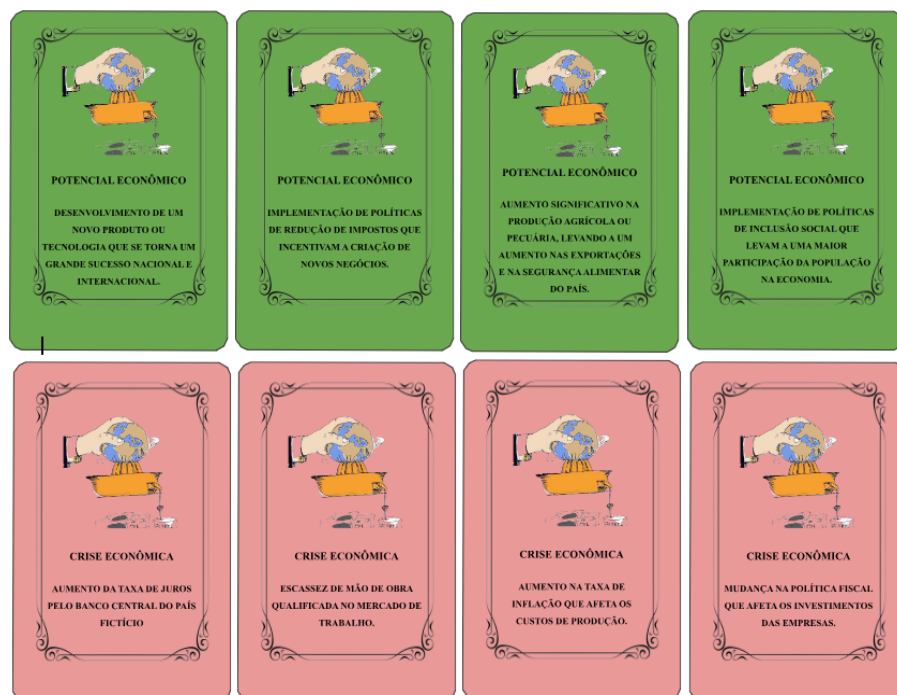 POTENCIAL ECONÔMICO
DESENVOLVIMENTO DE UM
NOVO PRODUTO OU
TECNOLOGIA QUE SE TORNA UM
GRANDE SUCESSO NACIONAL E
INTERNACIONAL.
POTENCIAL ECONÔMICO
IMPLEMENTAÇÃO DE POLÍTICAS
DE REDUÇÃO DE IMPOSTOS QUE
INCENTIVAM A CRIAÇÃO DE
NOVOS NEGÓCIOS.
POTENCIAL ECONÔMICO
AUMENTO SIGNIFICATIVO NA
PRODUÇÃO AGRÍCOLA OU
PECUÁRIA, LEVANDO A UM
AUMENTO NAS EXPORTAÇÕES
E NA SEGURANÇA ALIMENTAR
DO PAÍS.
POTENCIAL ECONÔMICO
IMPLEMENTAÇÃO DE POLÍTICAS
DE INCLUSÃO SOCIAL QUE
LEVAM A UMA MAIOR
PARTICIPAÇÃO DA POPULAÇÃO
NA ECONOMIA.
CRISE ECONÔMICA
AUMENTO DA TAXA DE JUROS
PELO BANCO CENTRAL DO PAÍS
FICTÍCIO
CRISE ECONÔMICA
ESCASSEZ DE MÃO DE OBRA
QUALIFICADA NO MERCADO DE
TRABALHO.
CRISE ECONÔMICA
AUMENTO NA TAXA DE
INFLAÇÃO QUE AFETA OS
CUSTOS DE PRODUÇÃO.
CRISE ECONÔMICA
MUDANÇA NA POLÍTICA FISCAL
QUE AFETA OS INVESTIMENTOS
DAS EMPRESAS.